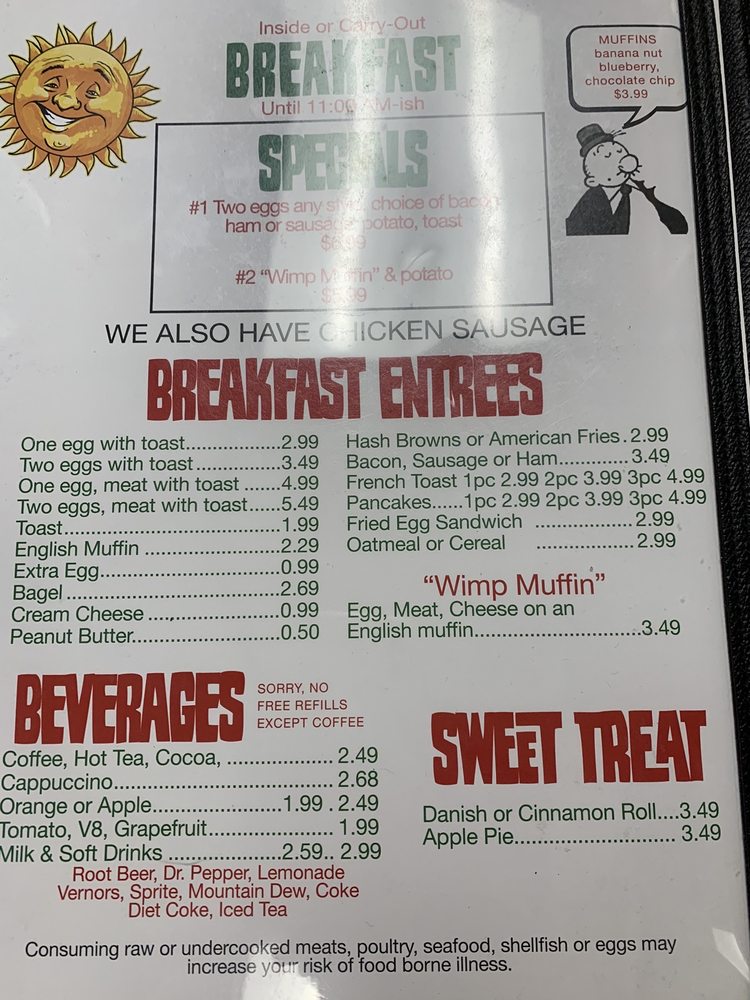 Inside or Carry-Out
BREAKFAST
Until 11:00 AM-ish
MUFFINS
banana nut
blueberry,
chocolate chip
$3.99
SPECIALS
#1 Two eggs any style, choice of bacon
ham or sausage, potato, toast
#2 “Wimp Muffin” & potato
WE ALSO HAVE CHICKEN SAUSAGE
BREAKFAST ENTREES
One egg with toast..................2.99
Two eggs with toast................3.49
One egg, meat with toast .......4.99
Two eggs, meat with toast......5.49
Toast.........................................1.99
English Muffin .........................2.29
Extra Egg.................................0.99
Bagel........................................2.69
Cream Cheese ........................0.99
Peanut Butter...........................0.50
Hash Browns or American Fries.2.99
Bacon, Sausage or Ham.............3.49
French Toast 1pc 2.99 2pc 3.99 3pc 4.99
Pancakes......1pc 2.99 2pc 3.99 3pc 4.99
Fried Egg Sandwich ..................2.99
Oatmeal or Cereal ..................2.99
“Wimp Muffin”
Egg, Meat, Cheese on an
English muffin...............................3.49
BEVERAGES
SORRY, NO
FREE REFILLS
EXCEPT COFFEE
Coffee, Hot Tea, Cocoa, ................... 2.49
Cappuccino....................................... 2.68
Orange or Apple.......................1.99 . 2.49
Tomato, V8, Grapefruit...................... 1.99
Milk & Soft Drinks ....................2.59.. 2.99
Root Beer, Dr. Pepper, Lemonade
Vernors, Sprite, Mountain Dew, Coke
Diet Coke, Iced Tea
SWEET TREAT
Danish or Cinnamon Roll....3.49
Apple Pie............................. 3.49
Consuming raw or undercooked meats, poultry, seafood, shellfish or eggs may
increase your risk of food borne illness.